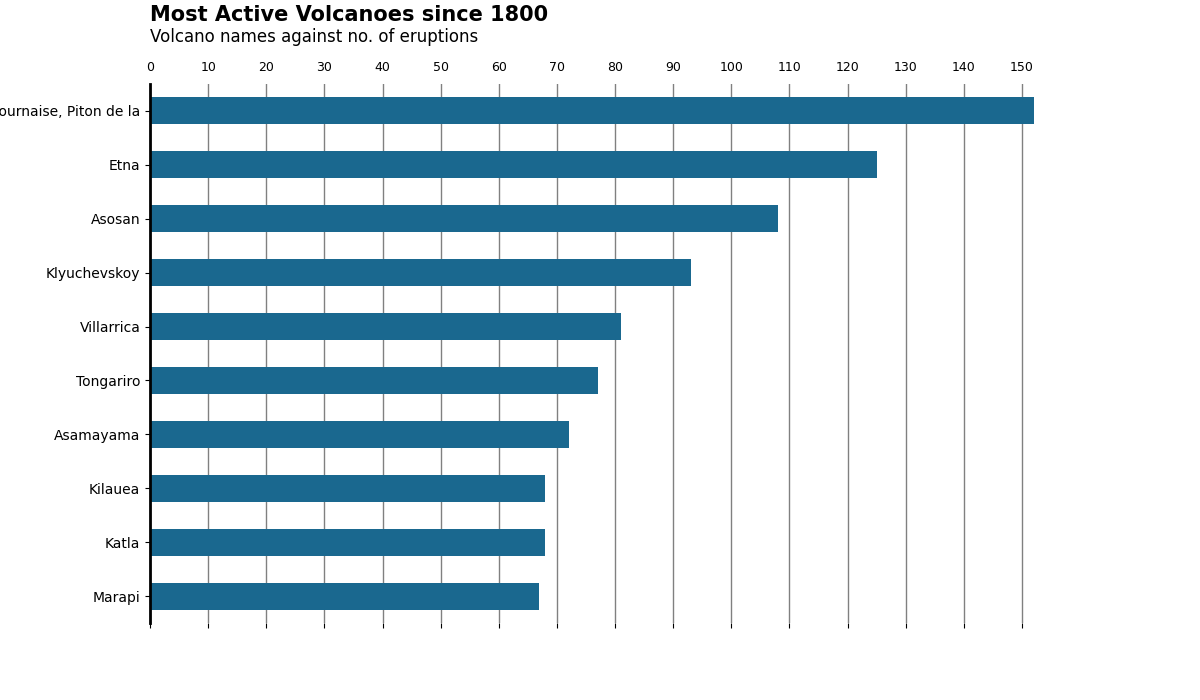 Most Active Volcanoes since 1800
Volcano names against no. of eruptions
0 10 20 30 40 50 60 70 80 90 100 110 120 130 140 150
ournaise, Piton de la
Etna
Asosan
Klyuchevskoy
Villarrica
Tongariro
Asamayama
Kilauea
Katla
Marapi